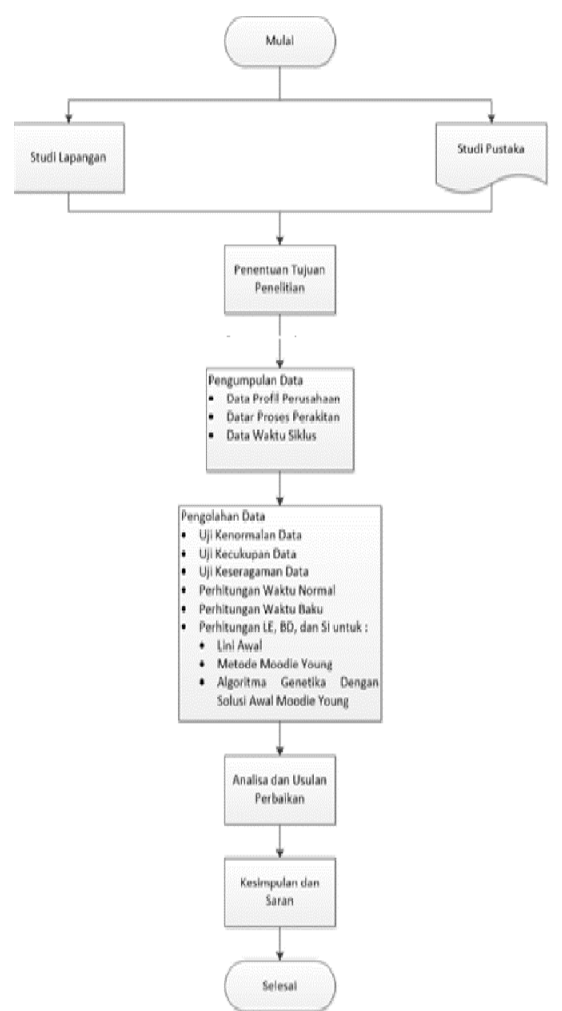 Mulai
Studi Lapangan
Studi Pustaka
Penentuan Tujuan
Penelitian
Pengumpulan Data
• Data Profil Perusahaan
• Datar Proses Perakitan
• Data Waktu Siklus
Pengolahan Data
• Uji Kenormalan Data
• Uji Kecukupan Data
• Uji Keseragaman Data
• Perhitungan Waktu Normal
• Perhitungan Waktu Baku
• Perhitungan LE, BD, dan SI untuk :
• Lini Awal
• Metode Moodie Young
• Algoritma Genetika Dengan
Solusi Awal Moodie Young
Analisa dan Usulan
Perbaikan
Kesimpulan dan
Saran
Selesai